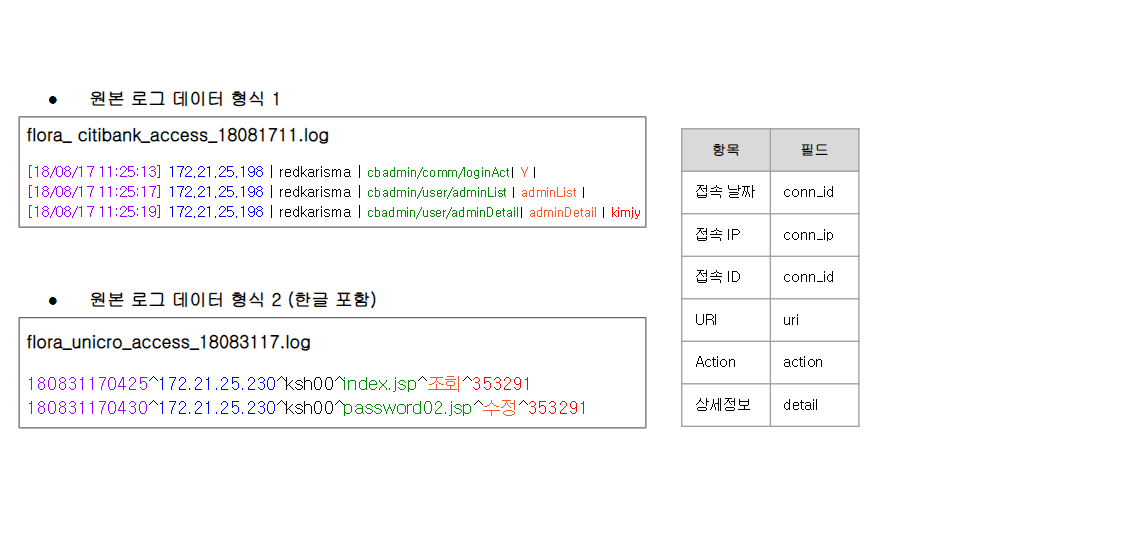 ● 원본 로그 데이터 형식 1
flora_ citibank_access_18081711.log
[18/08/17 11:25:13] 172.21.25.198 | redkarisma | cbadmin/comm/loginAct| Y |
[18/08/17 11:25:17] 172.21.25.198 | redkarisma | cbadmin/user/adminList | adminList |
[18/08/17 11:25:19] 172.21.25.198 | redkarisma | cbadmin/user/adminDetail| adminDetail | kimjy
● 원본 로그 데이터 형식 2 (한글 포함)
flora_unicro_access_18083117.log
180831170425^172.21.25.230^ksh00^index.jsp^조회^353291
180831170430^172.21.25.230^ksh00^password02.jsp^수정^353291
항목 필드
접속 날짜 conn_id
접속 IP conn_ip
접속 ID conn_id
URI uri
Action action
상세정보 detail